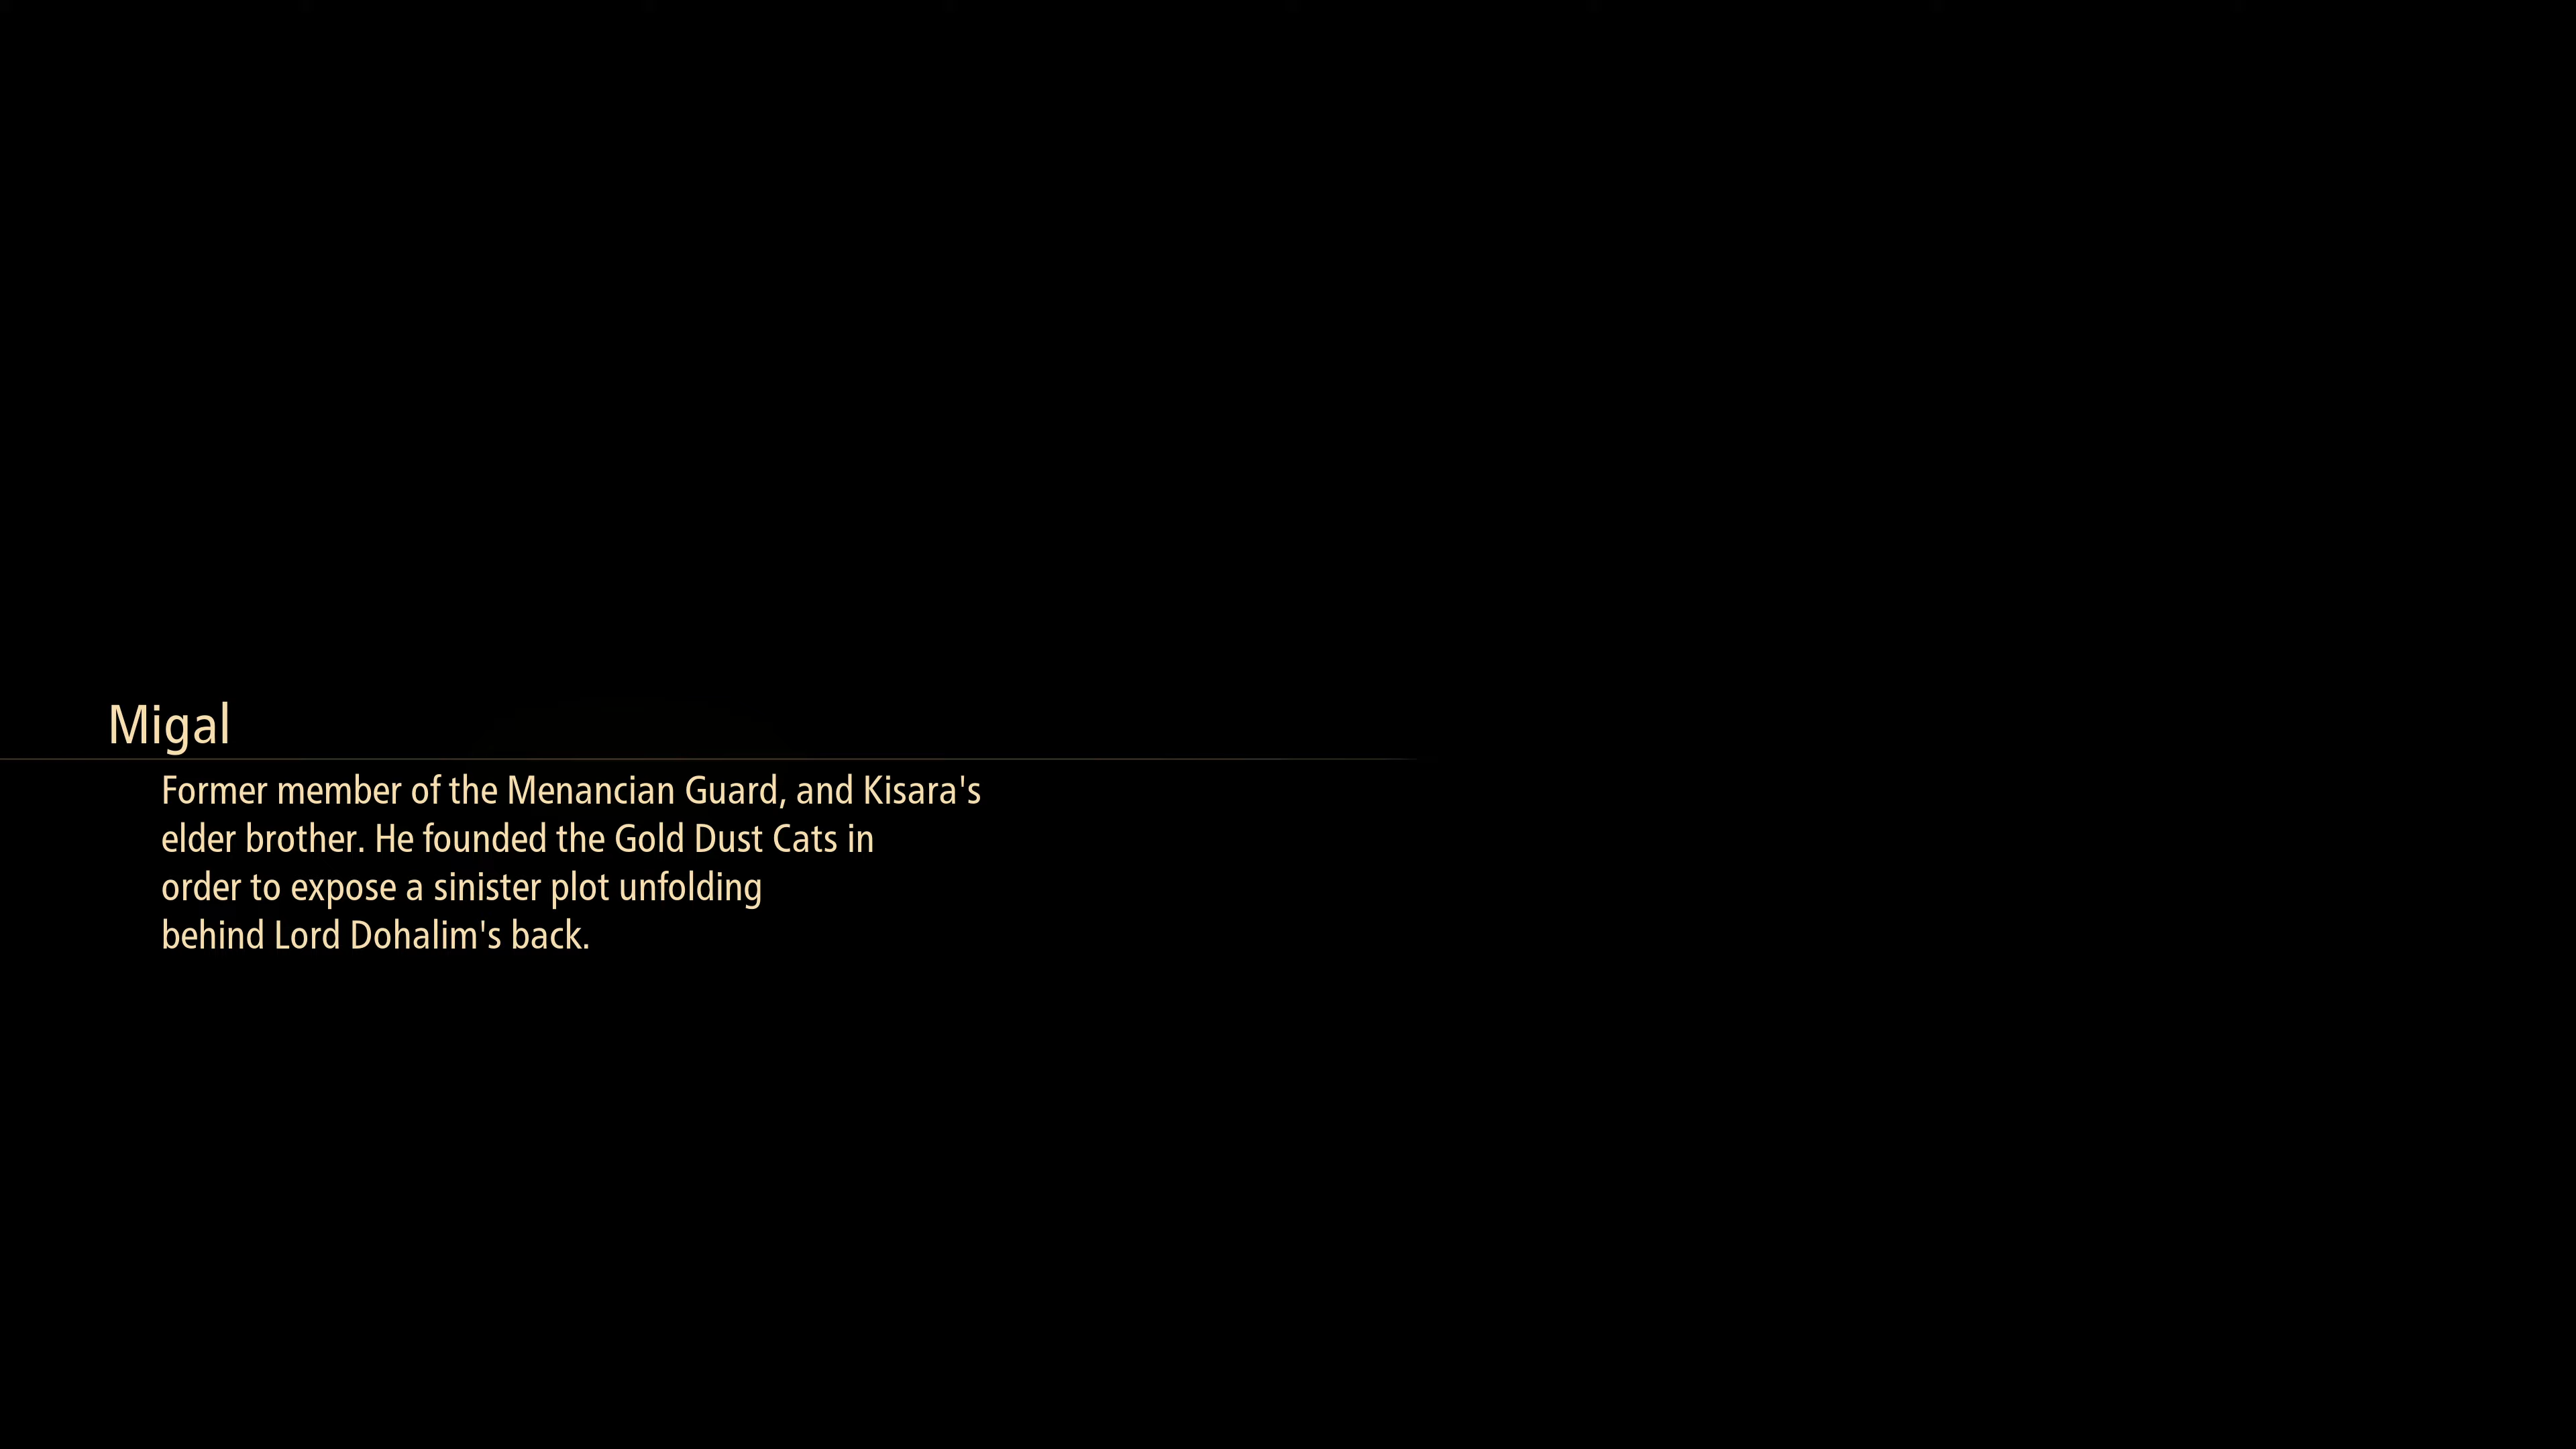 Migal
Former member of the Menancian Guard, and Kisara's
elder brother. He founded the Gold Dust Cats in
order to expose a sinister plot unfolding
behind Lord Dohalim's back.